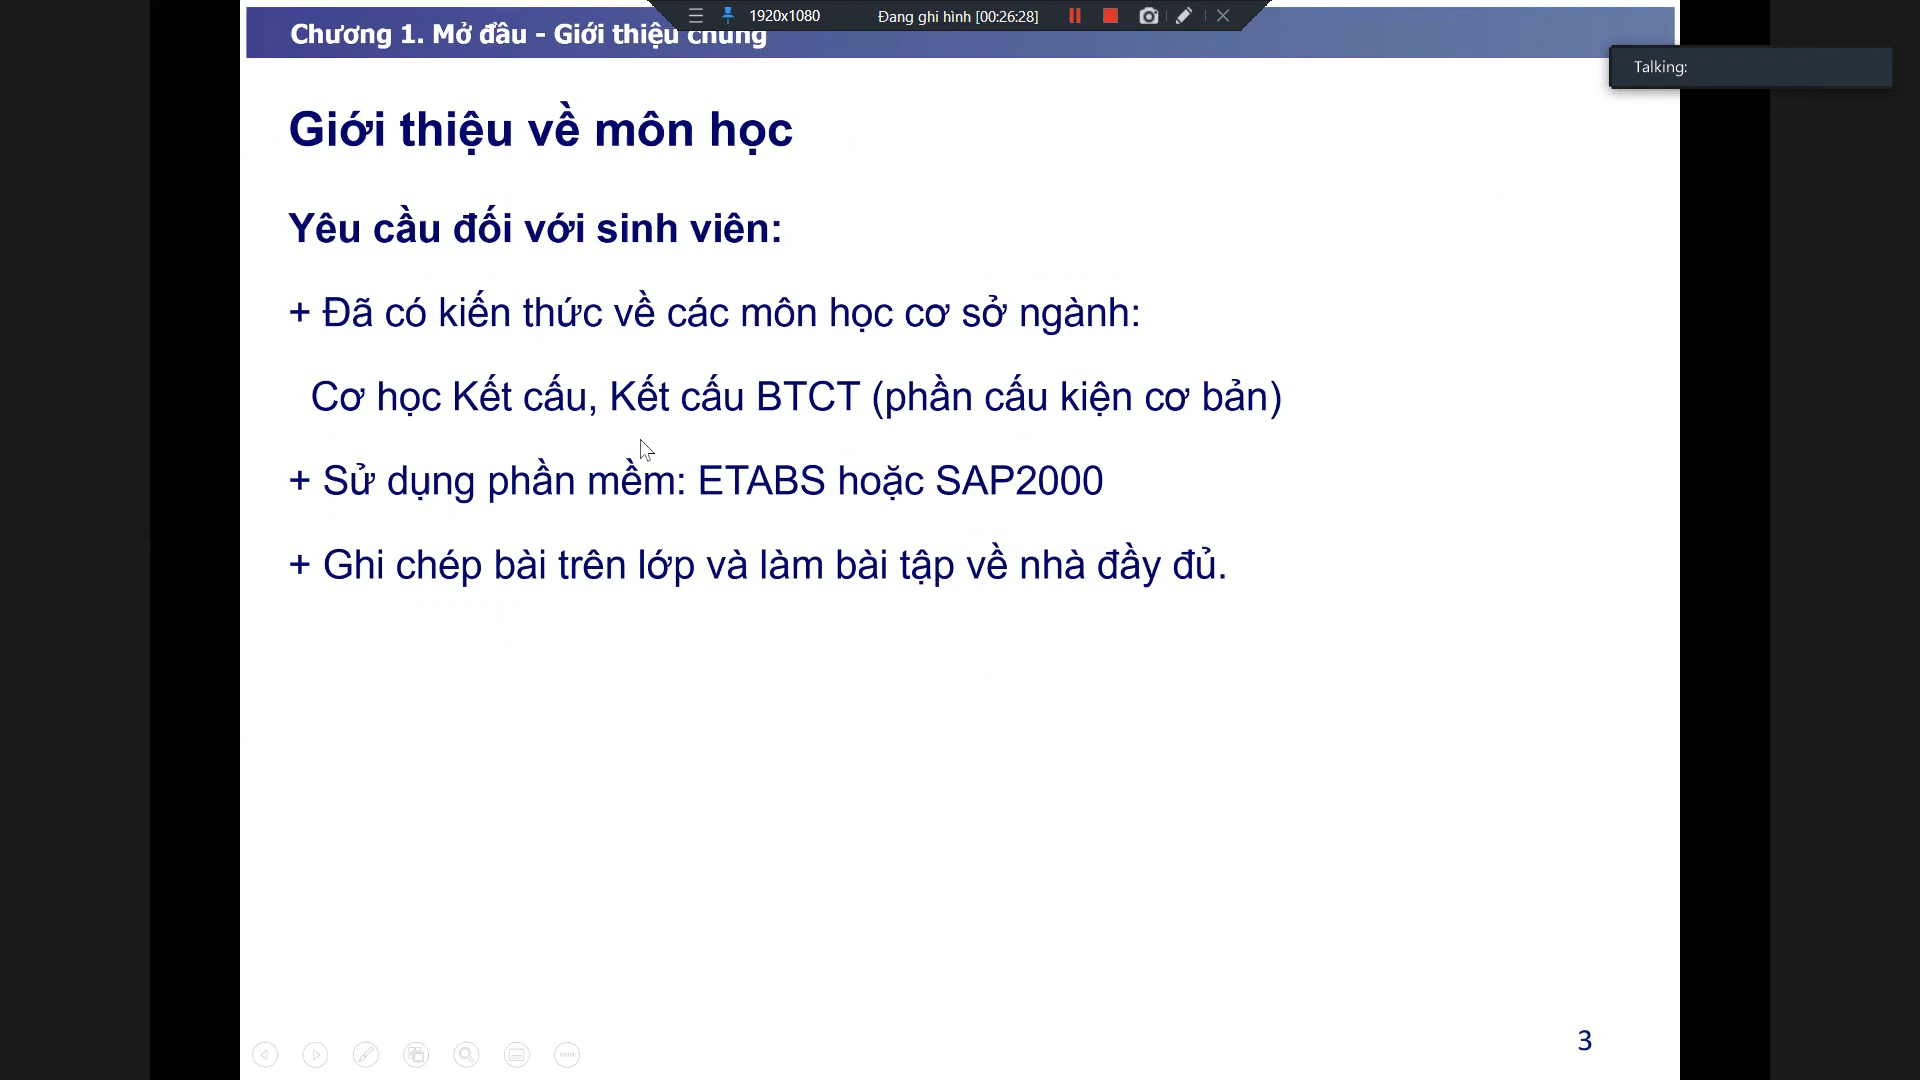 1920x1080
Đang ghi hình [00:26:28]
Chương 1. Mở đầu - Giới thiệu chung
Talking:
Giới thiệu về môn học
Yêu cầu đối với sinh viên:
+ Đã có kiến thức về các môn học cơ sở ngành:
Cơ học Kết cấu, Kết cấu BTCT (phần cấu kiện cơ bản)
+ Sử dụng phần mềm: ETABS hoặc SAP2000
+ Ghi chép bài trên lớp và làm bài tập về nhà đầy đủ.
3